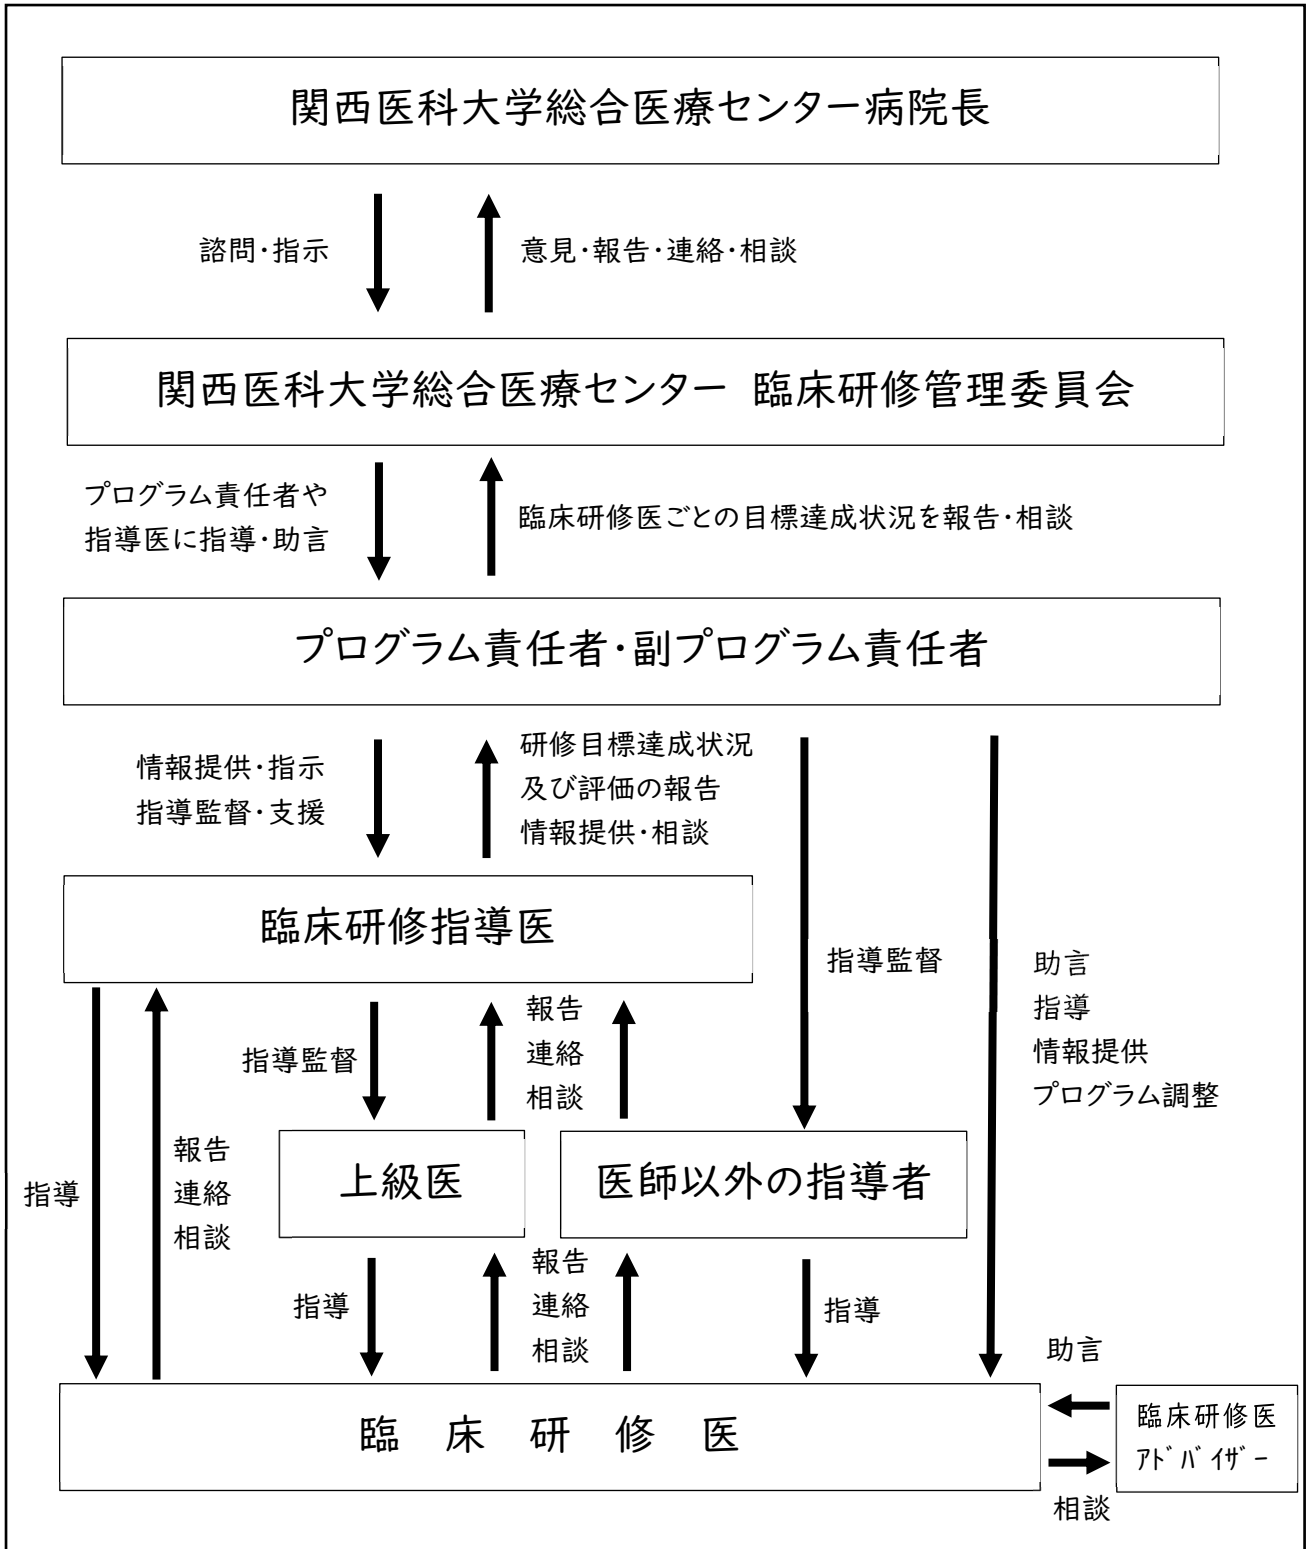 関西医科大学総合医療センター病院長
諮問・指示
意見・報告・連絡・相談
関西医科大学総合医療センター 臨床研修管理委員会
プログラム責任者や
指導医に指導・助言
臨床研修医ごとの目標達成状況を報告・相談
プログラム責任者・副プログラム責任者
情報提供・指示
指導監督・支援
研修目標達成状況
及び評価の報告
情報提供・相談
臨床研修指導医
指導監督
助言
指導
情報提供
プログラム調整
指導監督
報告
連絡
相談
上級医
医師以外の指導者
指導
報告
連絡
相談
指導
報告
連絡
相談
指導
助言
臨床研修医
臨床研修医
ｱﾄﾞﾊﾞｲｻﾞｰ
相談